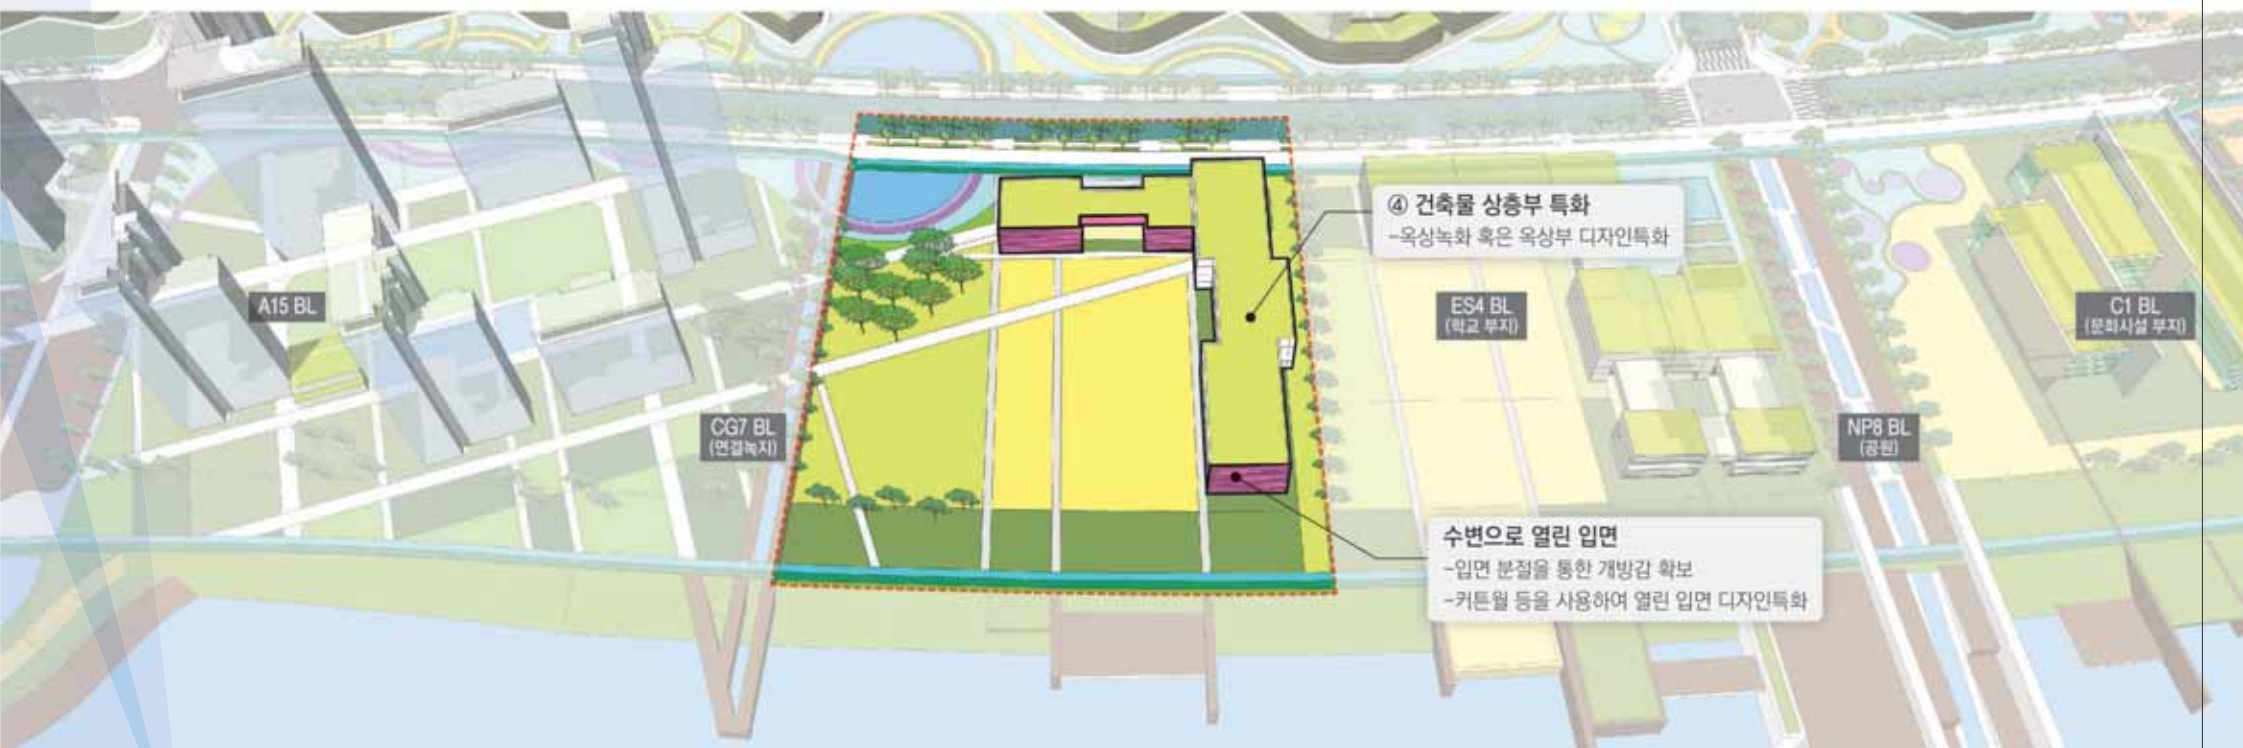 ④ 건축물 상층부 특화
-옥상녹화 혹은 옥상부 디자인특화
A15 BL
ES4 BL
(학교 부지)
C1 BL
(문화시설 부지)
CG7 BL
(연결녹지)
NP8 BL
(공원)
수변으로 열린 입면
-입면 분절을 통한 개방감 확보
-커튼월 등을 사용하여 열린 입면 디자인특화